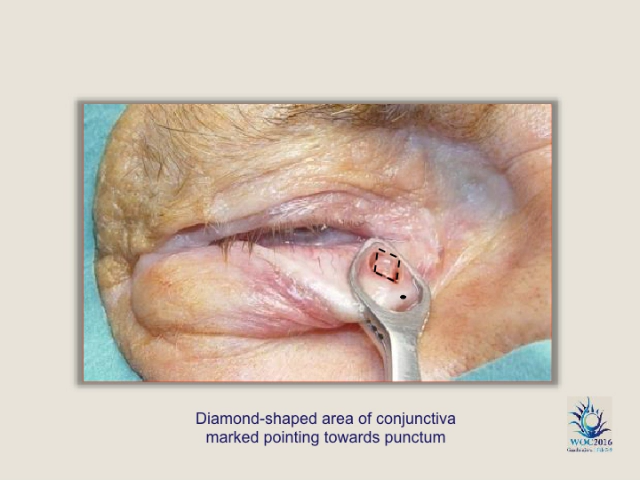 Diamond-shaped area of conjunctiva
marked pointing towards punctum
WOC2016